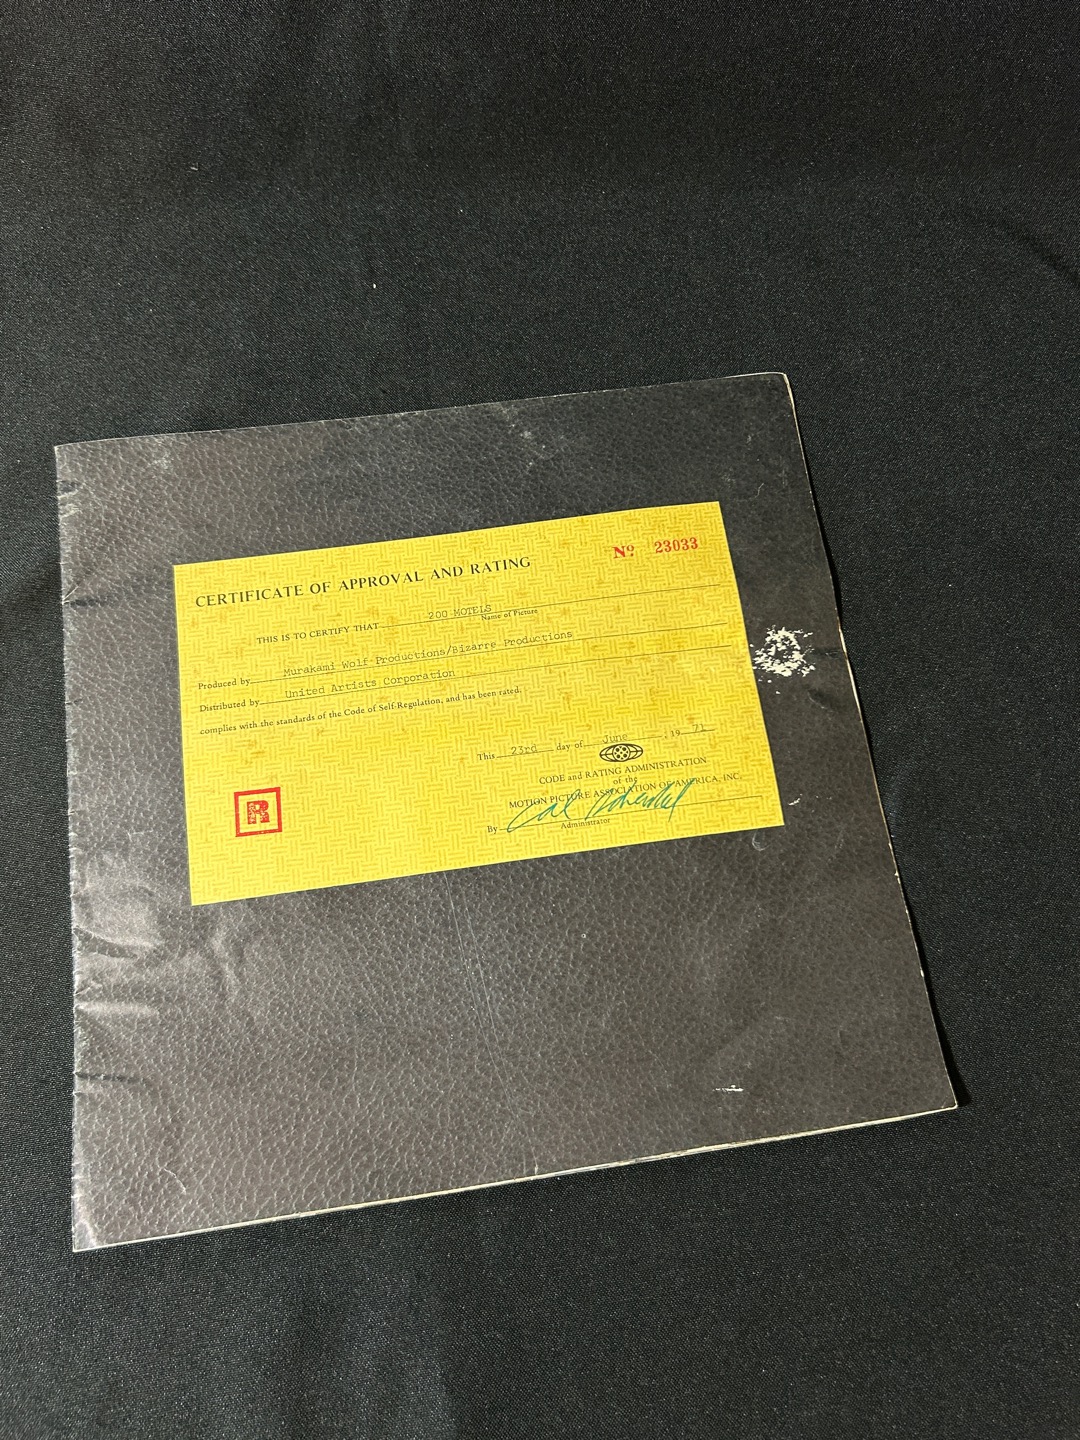 CERTIFICATE OF APPROVAL AND RATING
Nº 23033
THIS IS TO CERTIFY THAT 200 MOTELS
Name of Picture
Produced by Murakami Wolf Productions/Bizarre Productions
Distributed by United Artists Corporation
complies with the standards of the Code of Self-Regulation, and has been rated.
This 23rd day of June, 1971
CODE and RATING ADMINISTRATION
of the
MOTION PICTURE ASSOCIATION OF AMERICA, INC.
R
By Cal Schenkel
Administrator